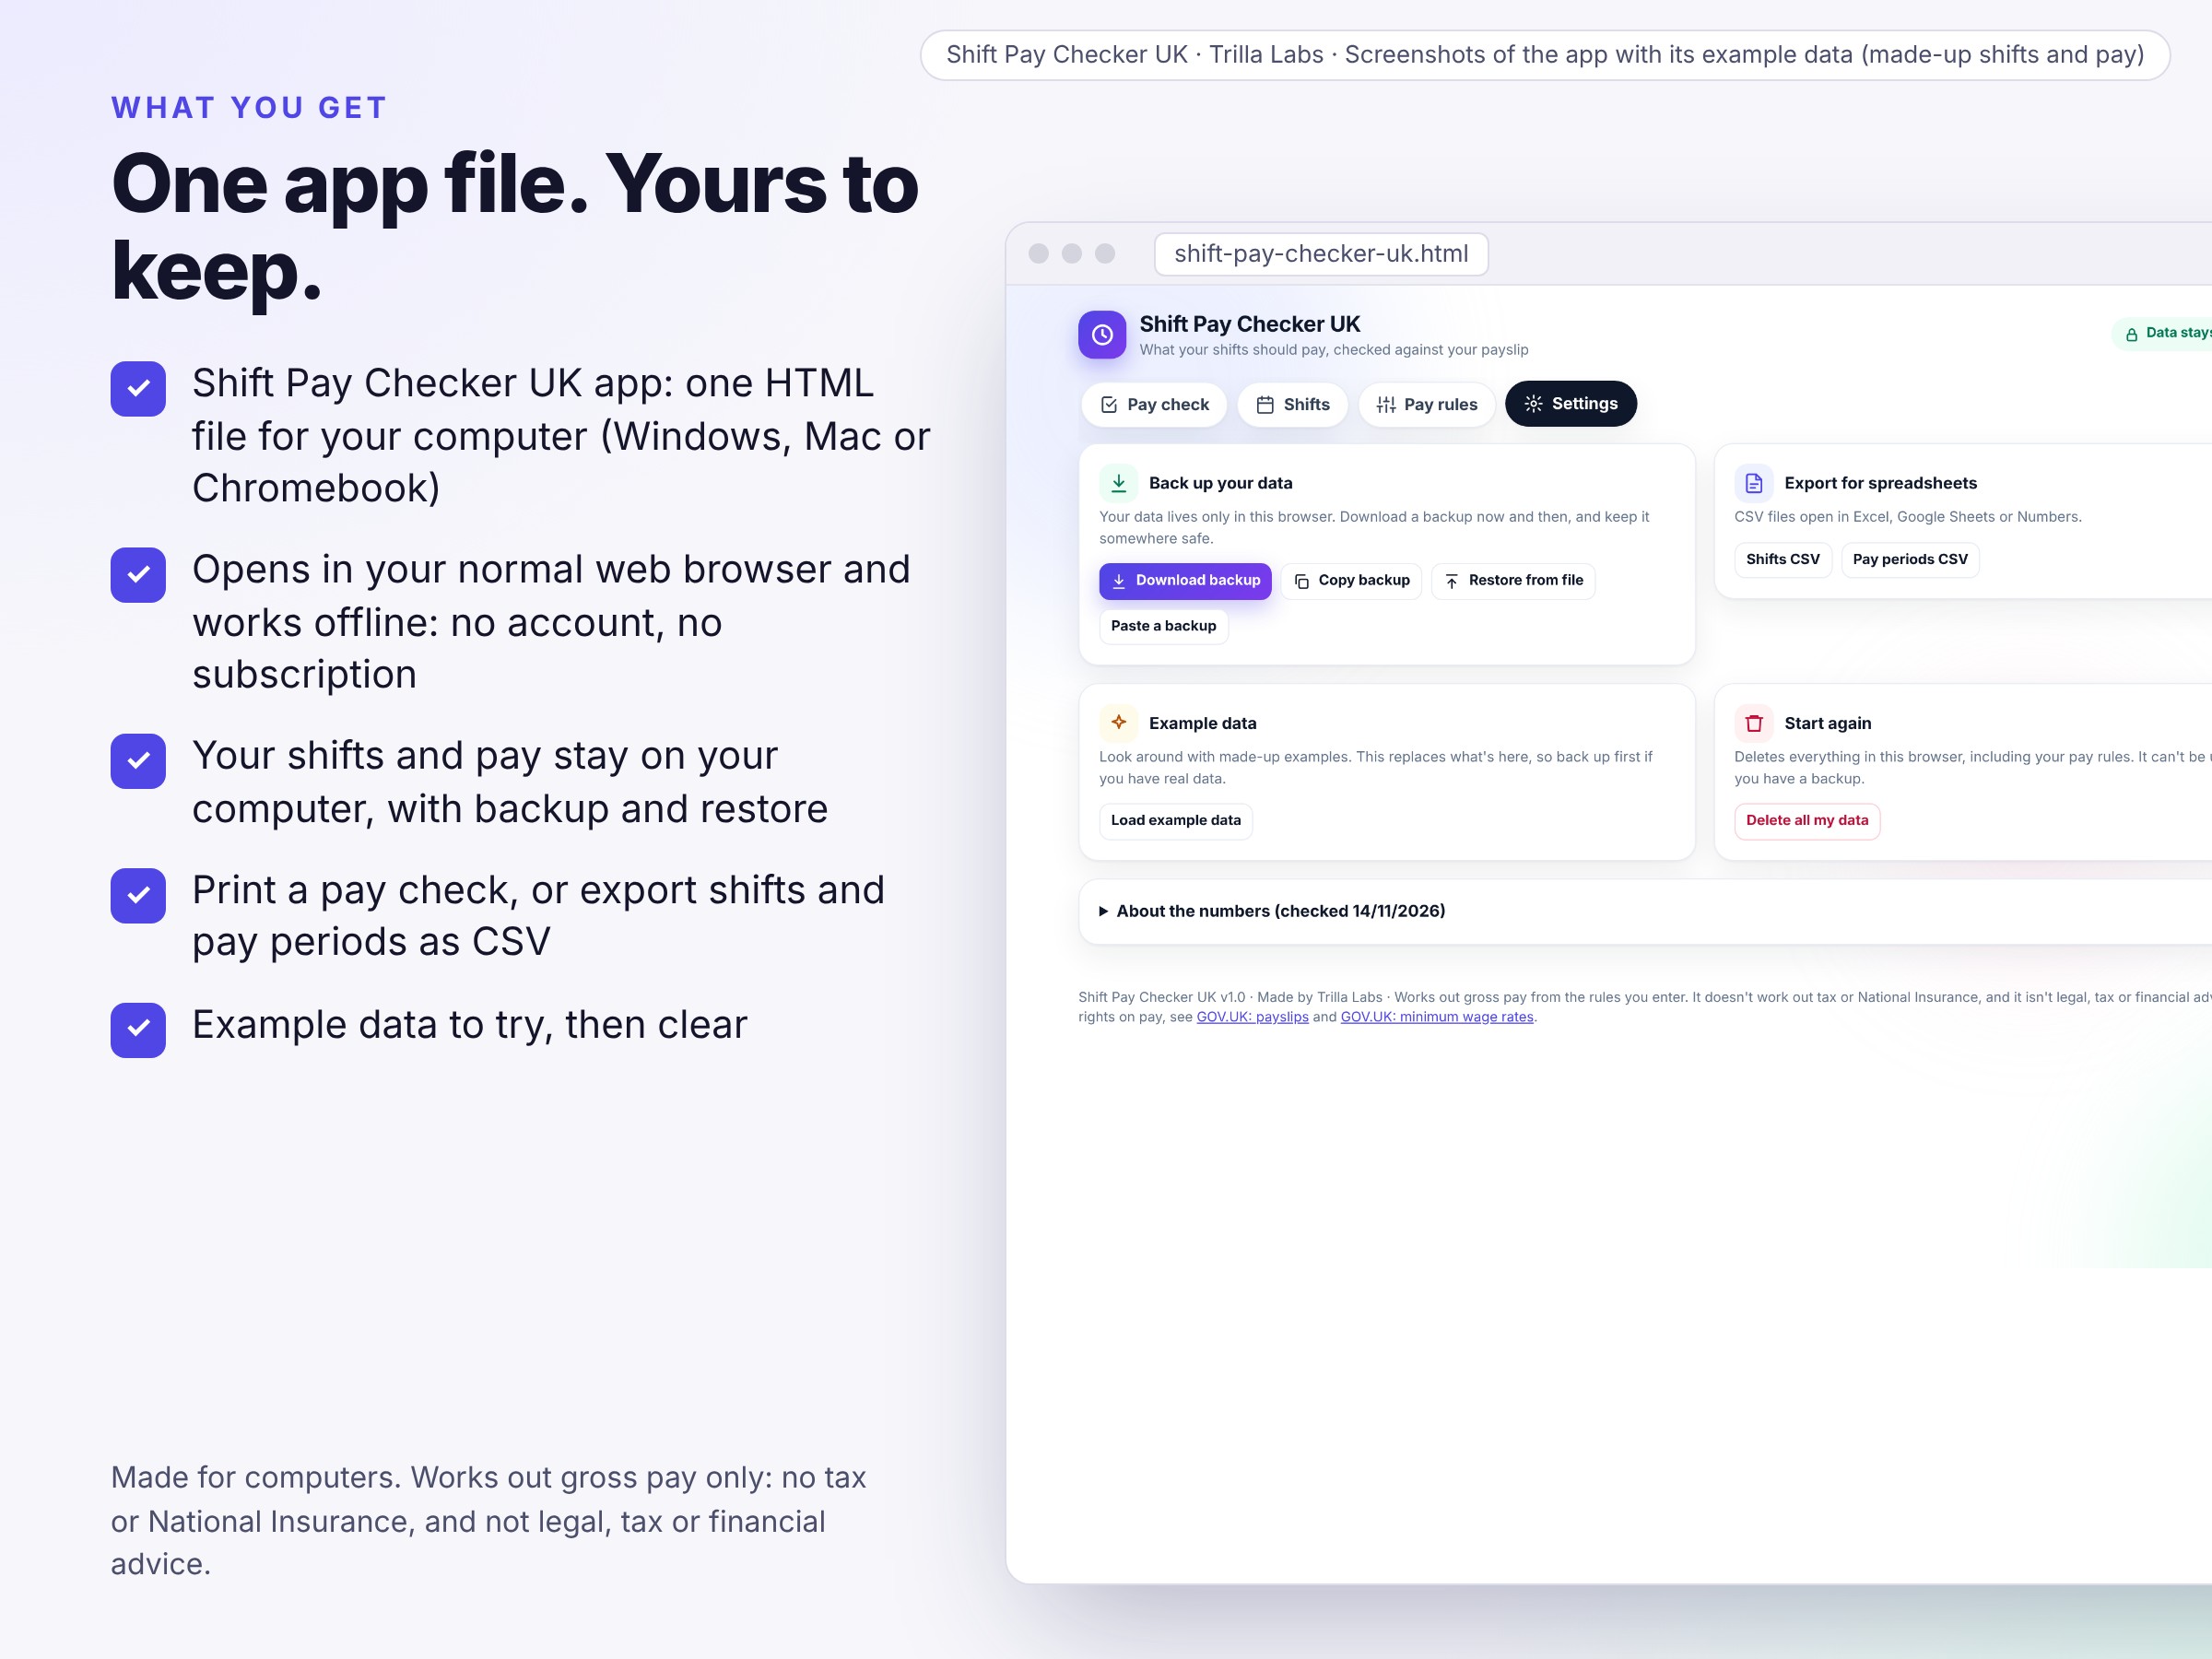 Shift Pay Checker UK · Trilla Labs · Screenshots of the app with its example data (made-up shifts and pay)
WHAT YOU GET
One app file. Yours to
keep.
Shift Pay Checker UK app: one HTML
file for your computer (Windows, Mac or
Chromebook)
Opens in your normal web browser and
works offline: no account, no
subscription
Your shifts and pay stay on your
computer, with backup and restore
Print a pay check, or export shifts and
pay periods as CSV
Example data to try, then clear
Made for computers. Works out gross pay only: no tax
or National Insurance, and not legal, tax or financial
advice.
shift-pay-checker-uk.html
Shift Pay Checker UK
What your shifts should pay, checked against your payslip
Data stays
Pay check
Shifts
Pay rules
Settings
Back up your data
Your data lives only in this browser. Download a backup now and then, and keep it
somewhere safe.
Download backup
Copy backup
Restore from file
Paste a backup
Export for spreadsheets
CSV files open in Excel, Google Sheets or Numbers.
Shifts CSV
Pay periods CSV
Example data
Look around with made-up examples. This replaces what's here, so back up first if
you have real data.
Load example data
Start again
Deletes everything in this browser, including your pay rules. It can't be
you have a backup.
Delete all my data
About the numbers (checked 14/11/2026)
Shift Pay Checker UK v1.0 · Made by Trilla Labs · Works out gross pay from the rules you enter. It doesn't work out tax or National Insurance, and it isn't legal, tax or financial
rights on pay, see GOV.UK: payslips and GOV.UK: minimum wage rates.